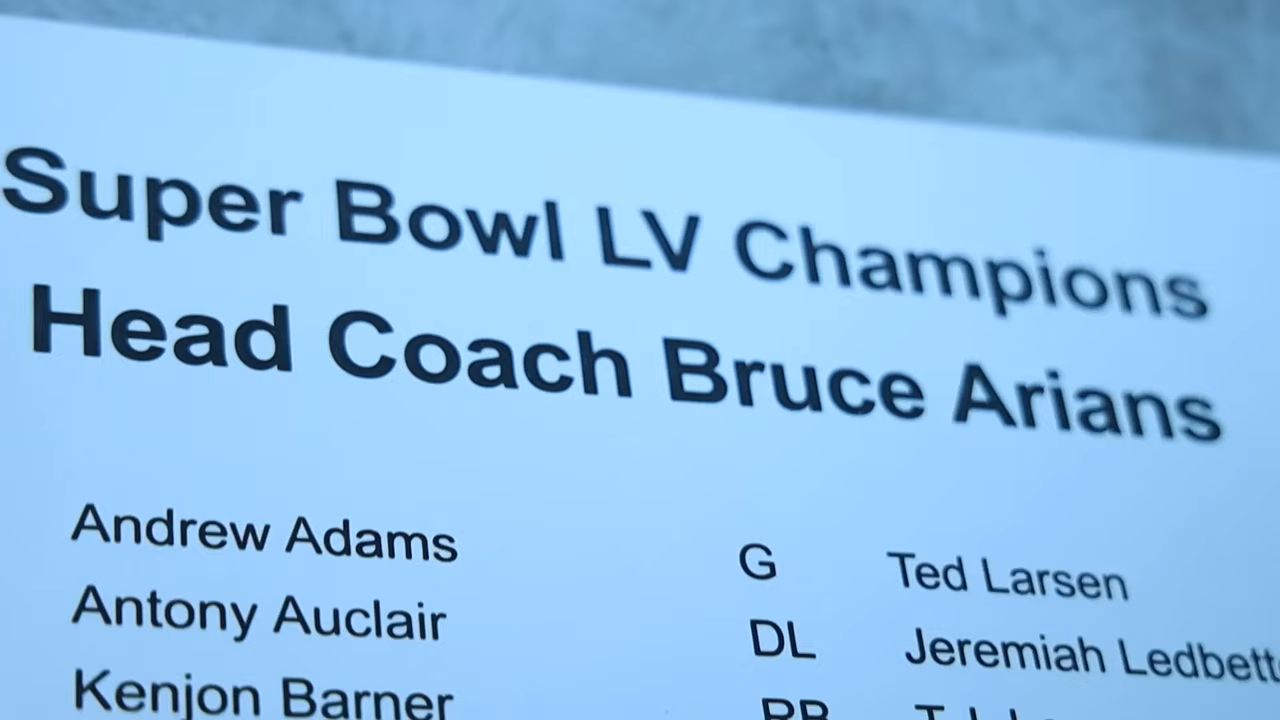 Super Bowl LV Champions
Head Coach Bruce Arians
Andrew Adams G Ted Larsen
Antony Auclair DL Jeremiah Ledbett
Kenjon Barner RB